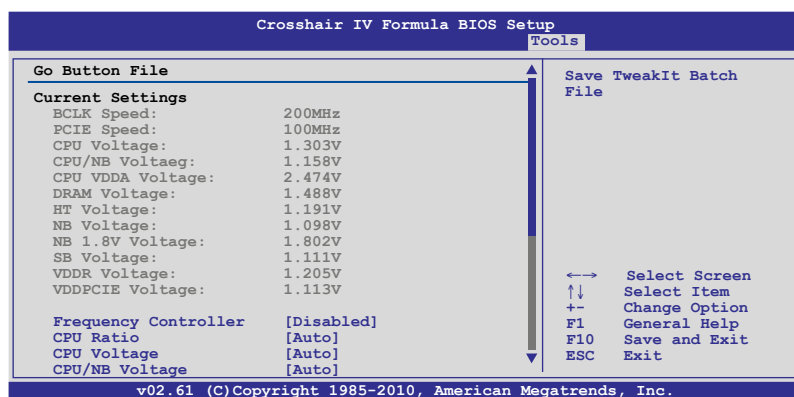 Crosshair IV Formula BIOS Setup
Tools
Go Button File
Current Settings
BCLK Speed: 200MHz
PCIE Speed: 100MHz
CPU Voltage: 1.303V
CPU/NB Voltaeg: 1.158V
CPU VDDA Voltage: 2.474V
DRAM Voltage: 1.488V
HT Voltage: 1.191V
NB Voltage: 1.098V
NB 1.8V Voltage: 1.802V
SB Voltage: 1.111V
VDDR Voltage: 1.205V
VDDPCIE Voltage: 1.113V
Frequency Controller [Disabled]
CPU Ratio [Auto]
CPU Voltage [Auto]
CPU/NB Voltage [Auto]
Save TweakIt Batch
File
←→ Select Screen
↑↓ Select Item
+- Change Option
F1 General Help
F10 Save and Exit
ESC Exit
v02.61 (C)Copyright 1985-2010, American Megatrends, Inc.